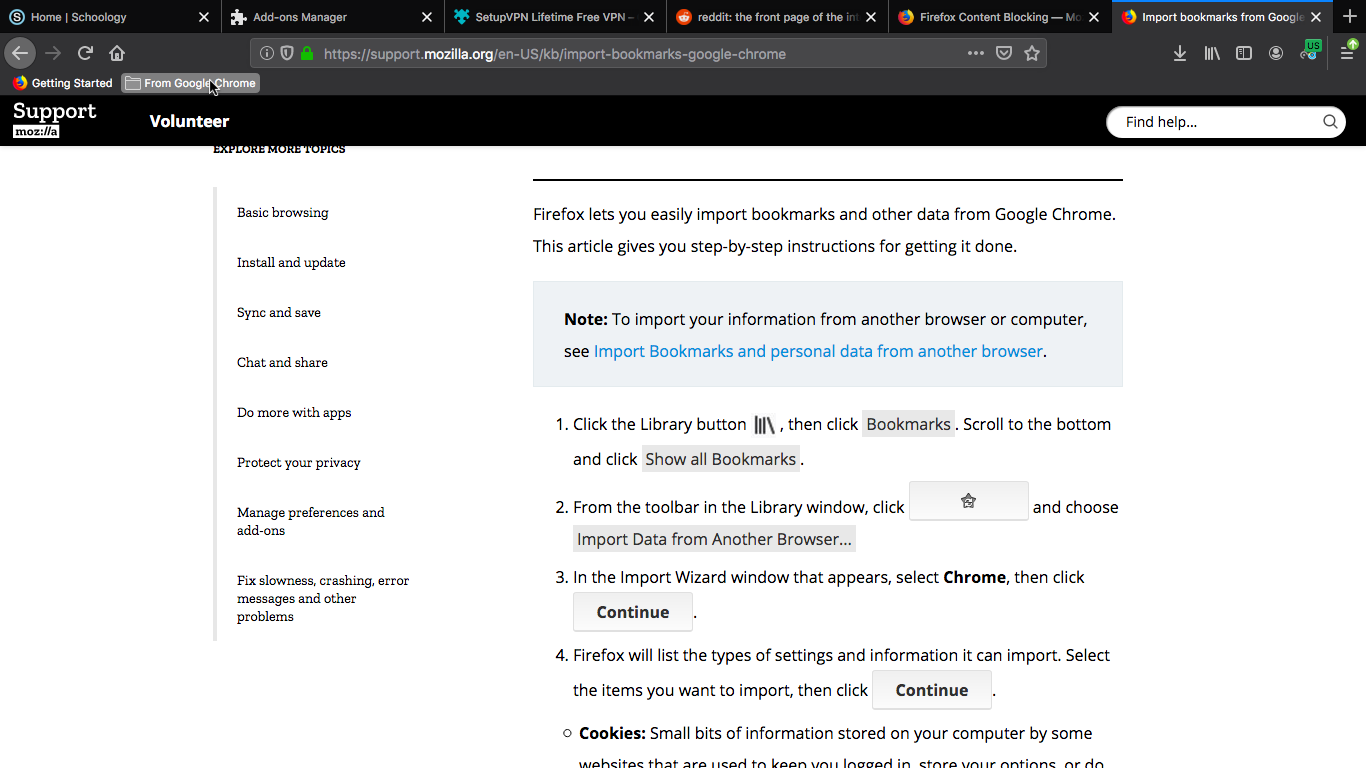 Home | Schoology
Add-ons Manager
SetupVPN Lifetime Free VPN –
reddit: the front page of the int
Firefox Content Blocking — Mo
Import bookmarks from Google
https://support.mozilla.org/en-US/kb/import-bookmarks-google-chrome
US
Getting Started
From Google Chrome
Support
moz://a
Volunteer
Find help...
EXPLORE MORE TOPICS
Basic browsing
Install and update
Sync and save
Chat and share
Do more with apps
Protect your privacy
Manage preferences and
add-ons
Fix slowness, crashing, error
messages and other
problems
Firefox lets you easily import bookmarks and other data from Google Chrome.
This article gives you step-by-step instructions for getting it done.
Note: To import your information from another browser or computer,
see Import Bookmarks and personal data from another browser.
1. Click the Library button , then click Bookmarks . Scroll to the bottom
and click Show all Bookmarks .
2. From the toolbar in the Library window, click and choose
Import Data from Another Browser...
3. In the Import Wizard window that appears, select Chrome, then click
Continue .
4. Firefox will list the types of settings and information it can import. Select
the items you want to import, then click Continue .
Cookies: Small bits of information stored on your computer by some
websites that are used to keep you logged in, store your options, or do